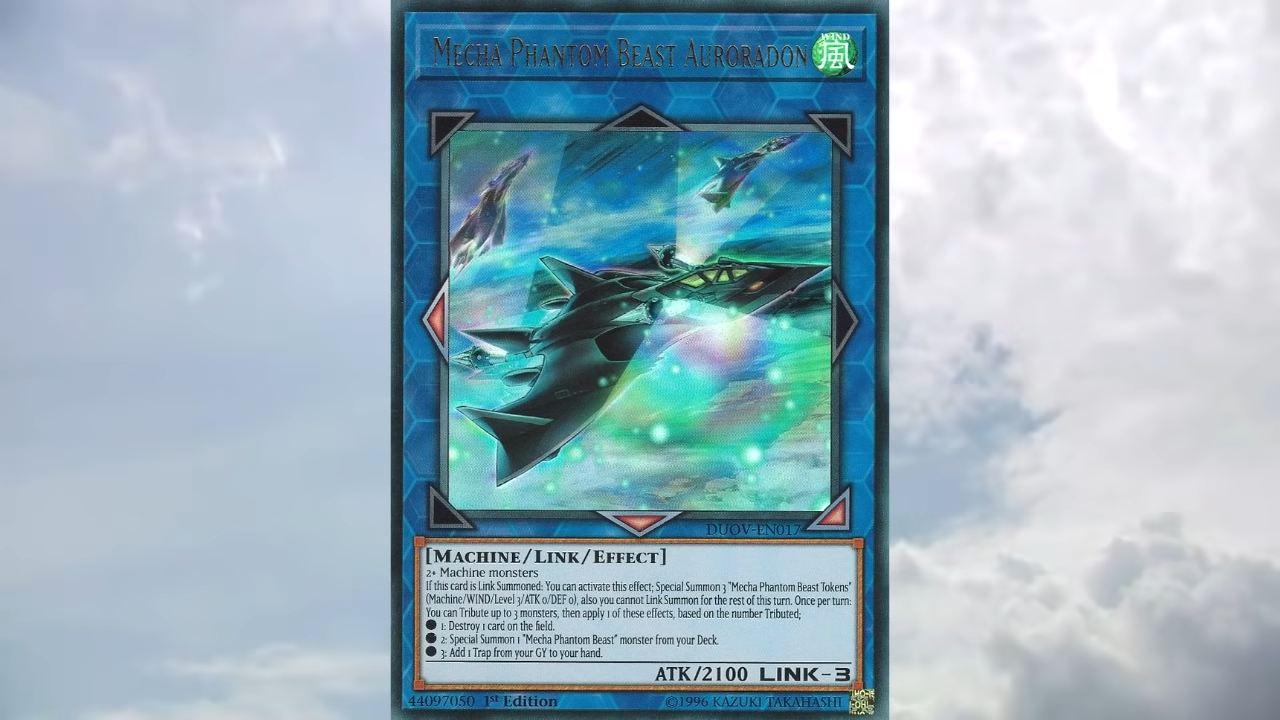 MECHA PHANTOM BEAST AURORADON
WIND
風
DUOV-EN017
[MACHINE/LINK/EFFECT]
2+ Machine monsters
If this card is Link Summoned: You can activate this effect; Special Summon 3 "Mecha Phantom Beast Tokens"
(Machine/WIND/Level 3/ATK 0/DEF 0), also you cannot Link Summon for the rest of this turn. Once per turn:
You can Tribute up to 3 monsters, then apply 1 of these effects, based on the number Tributed;
● 1: Destroy 1 card on the field.
● 2: Special Summon 1 "Mecha Phantom Beast" monster from your Deck.
● 3: Add 1 Trap from your GY to your hand.
ATK/2100 LINK-3
44097050 1st Edition ©1996 KAZUKI TAKAHASHI